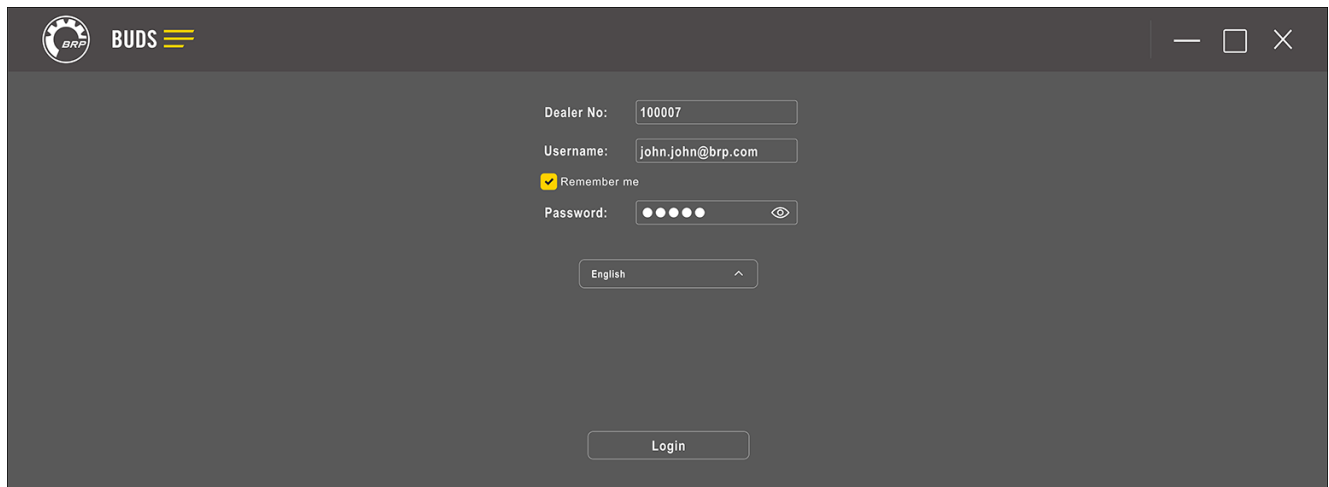 BRP BUDS
Dealer No: 100007
Username: john.john@brp.com
Remember me
Password:
English
Login